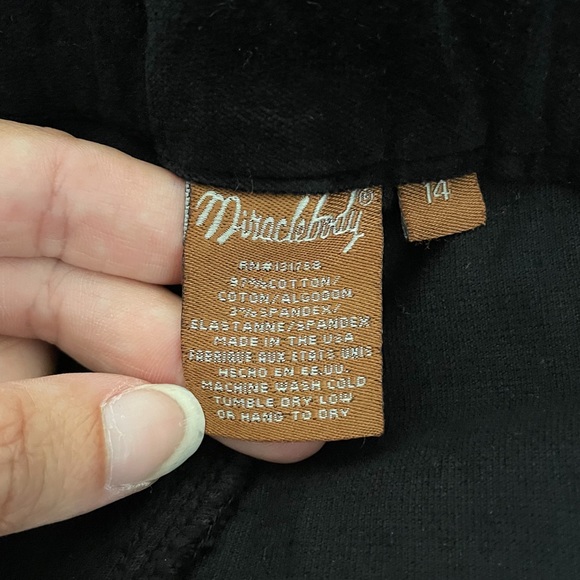 Miraclebody©
14
RN#131758
97%COTTON/
COTON/ALGODON
3%SPANDEX/
ELASTANNE/SPANDEX
MADE IN THE USA
FABRIQUE AUX ETATS UNIS
HECHO EN EE.UU.
MACHINE WASH COLD
TUMBLE DRY LOW
OR HANG TO DRY